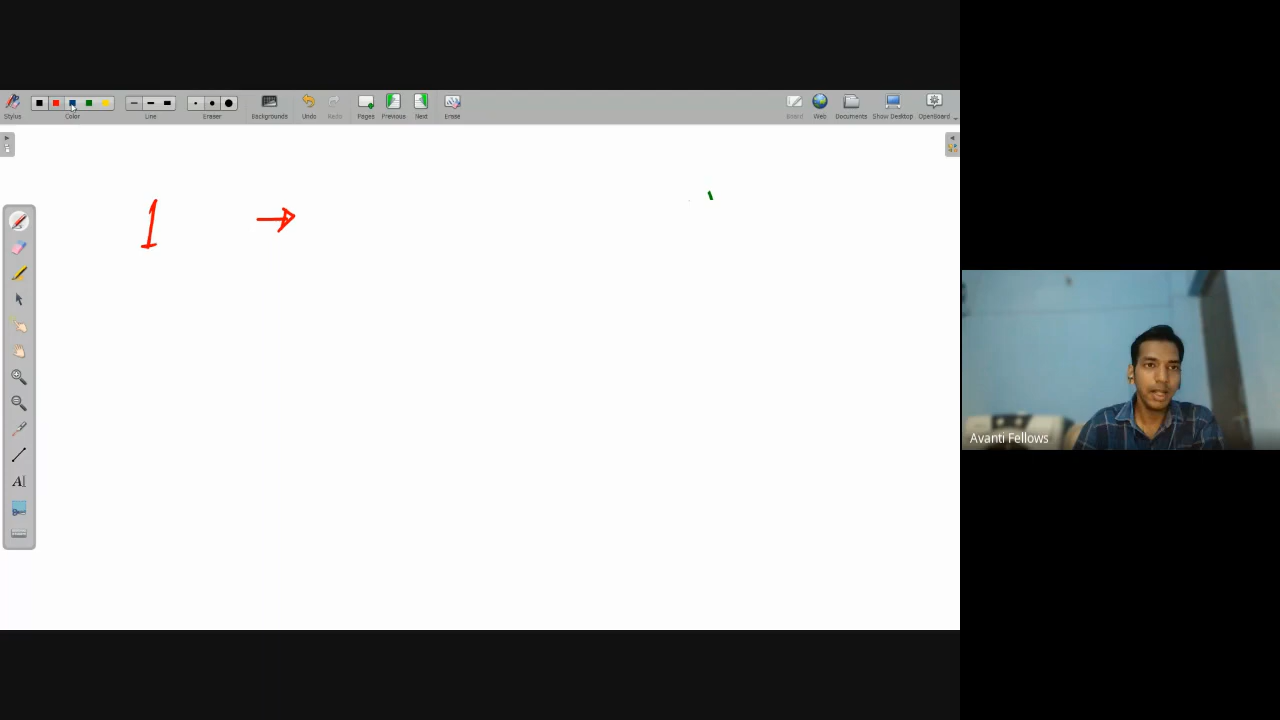 Stylus Color Line Eraser Backgrounds Undo Redo Pages Previous Next Erase Board Web Documents Show Desktop OpenBoard
1 →
A
Avanti Fellows